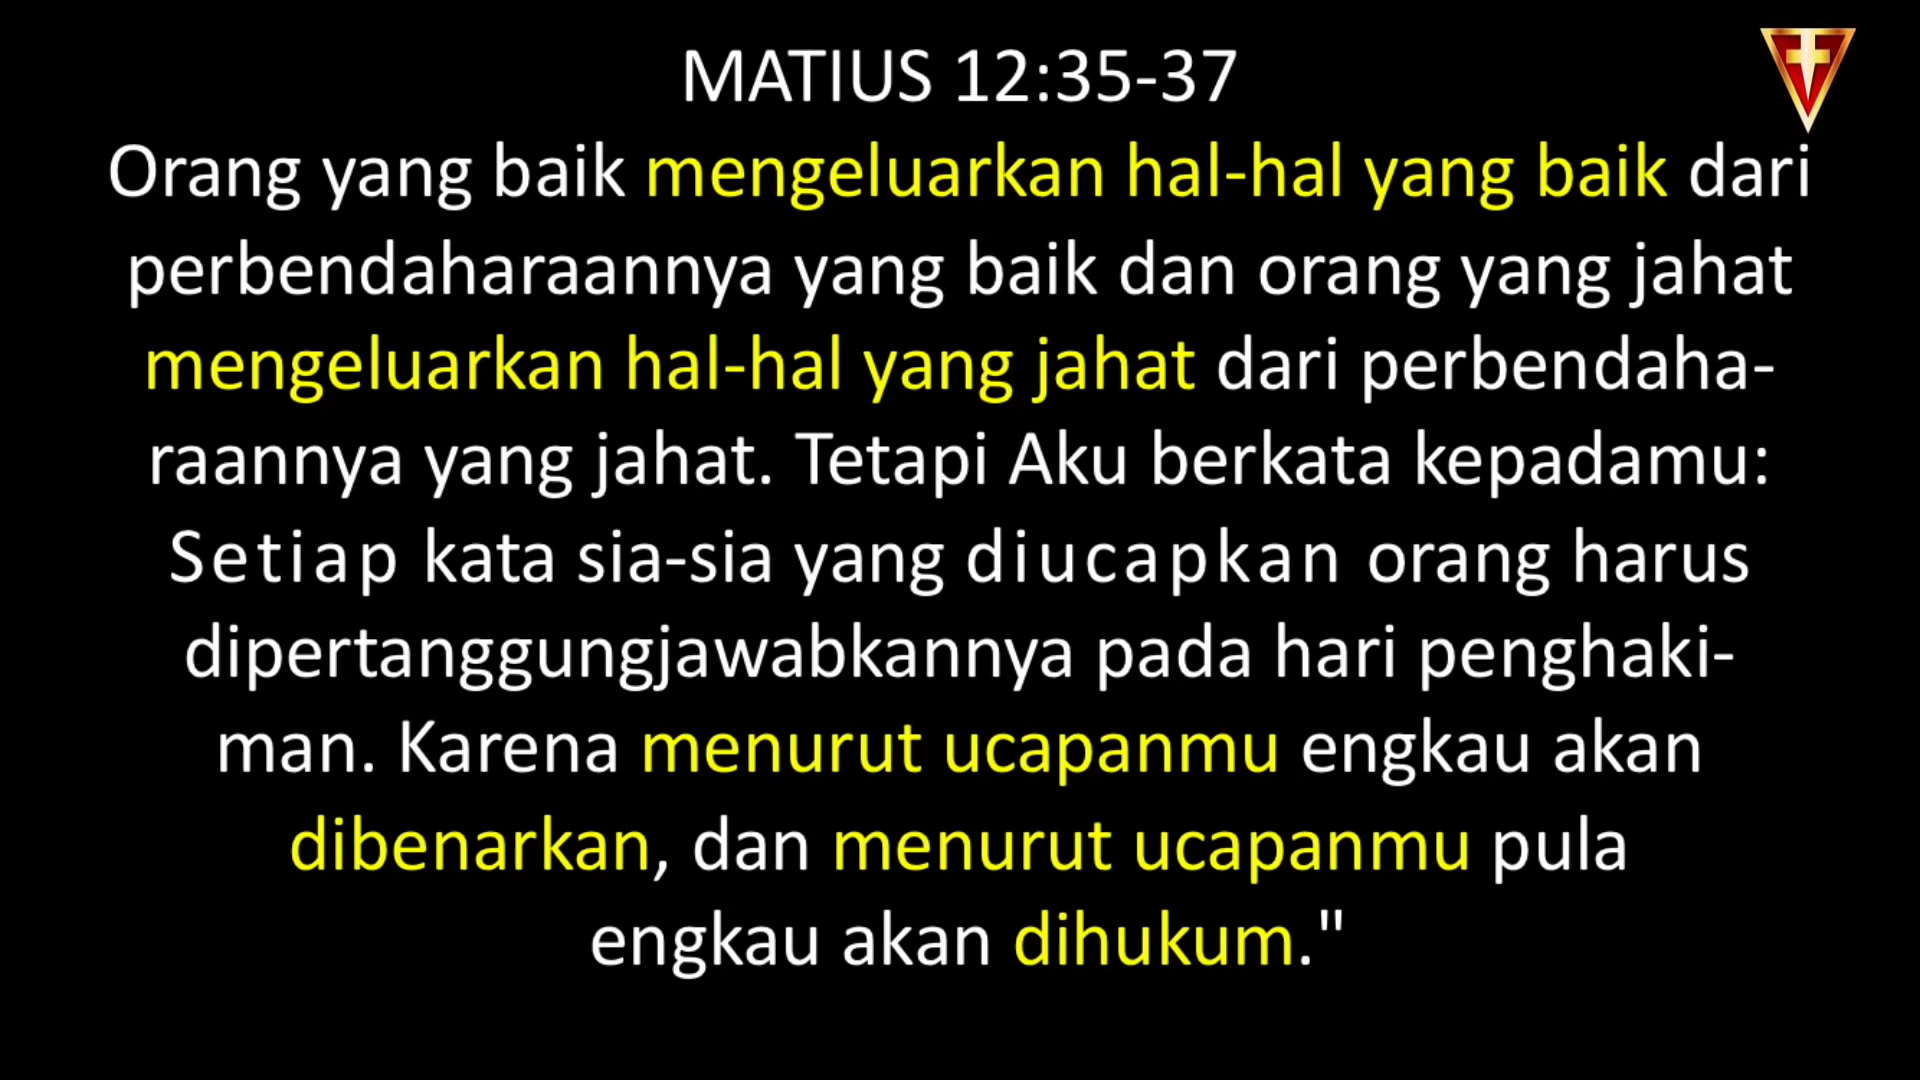 MATIUS 12:35-37
Orang yang baik mengeluarkan hal-hal yang baik dari
perbendaharaannya yang baik dan orang yang jahat
mengeluarkan hal-hal yang jahat dari perbendaha-
raannya yang jahat. Tetapi Aku berkata kepadamu:
Setiap kata sia-sia yang diucapkan orang harus
dipertanggungjawabkannya pada hari penghaki-
man. Karena menurut ucapanmu engkau akan
dibenarkan, dan menurut ucapanmu pula
engkau akan dihukum."